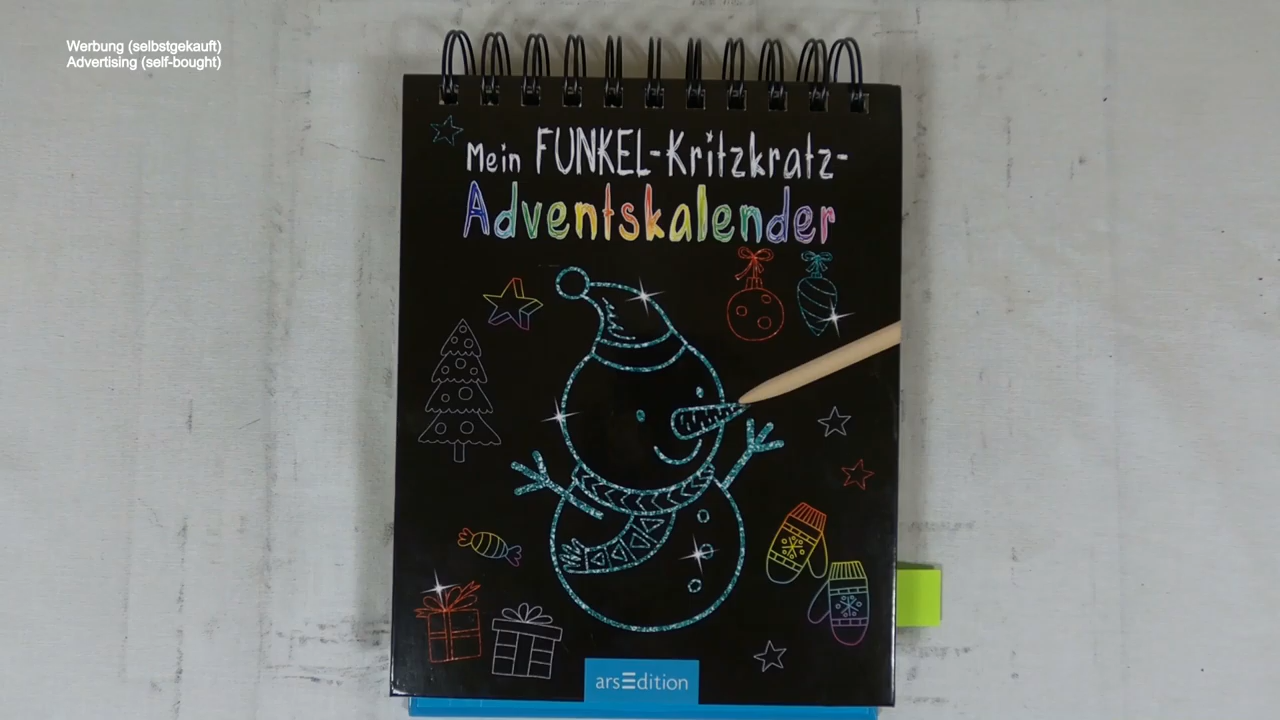 Werbung (selbstgekauft)
Advertising (self-bought)
Mein FUNKEL-Kritzkratz-
Adventskalender
arsEdition